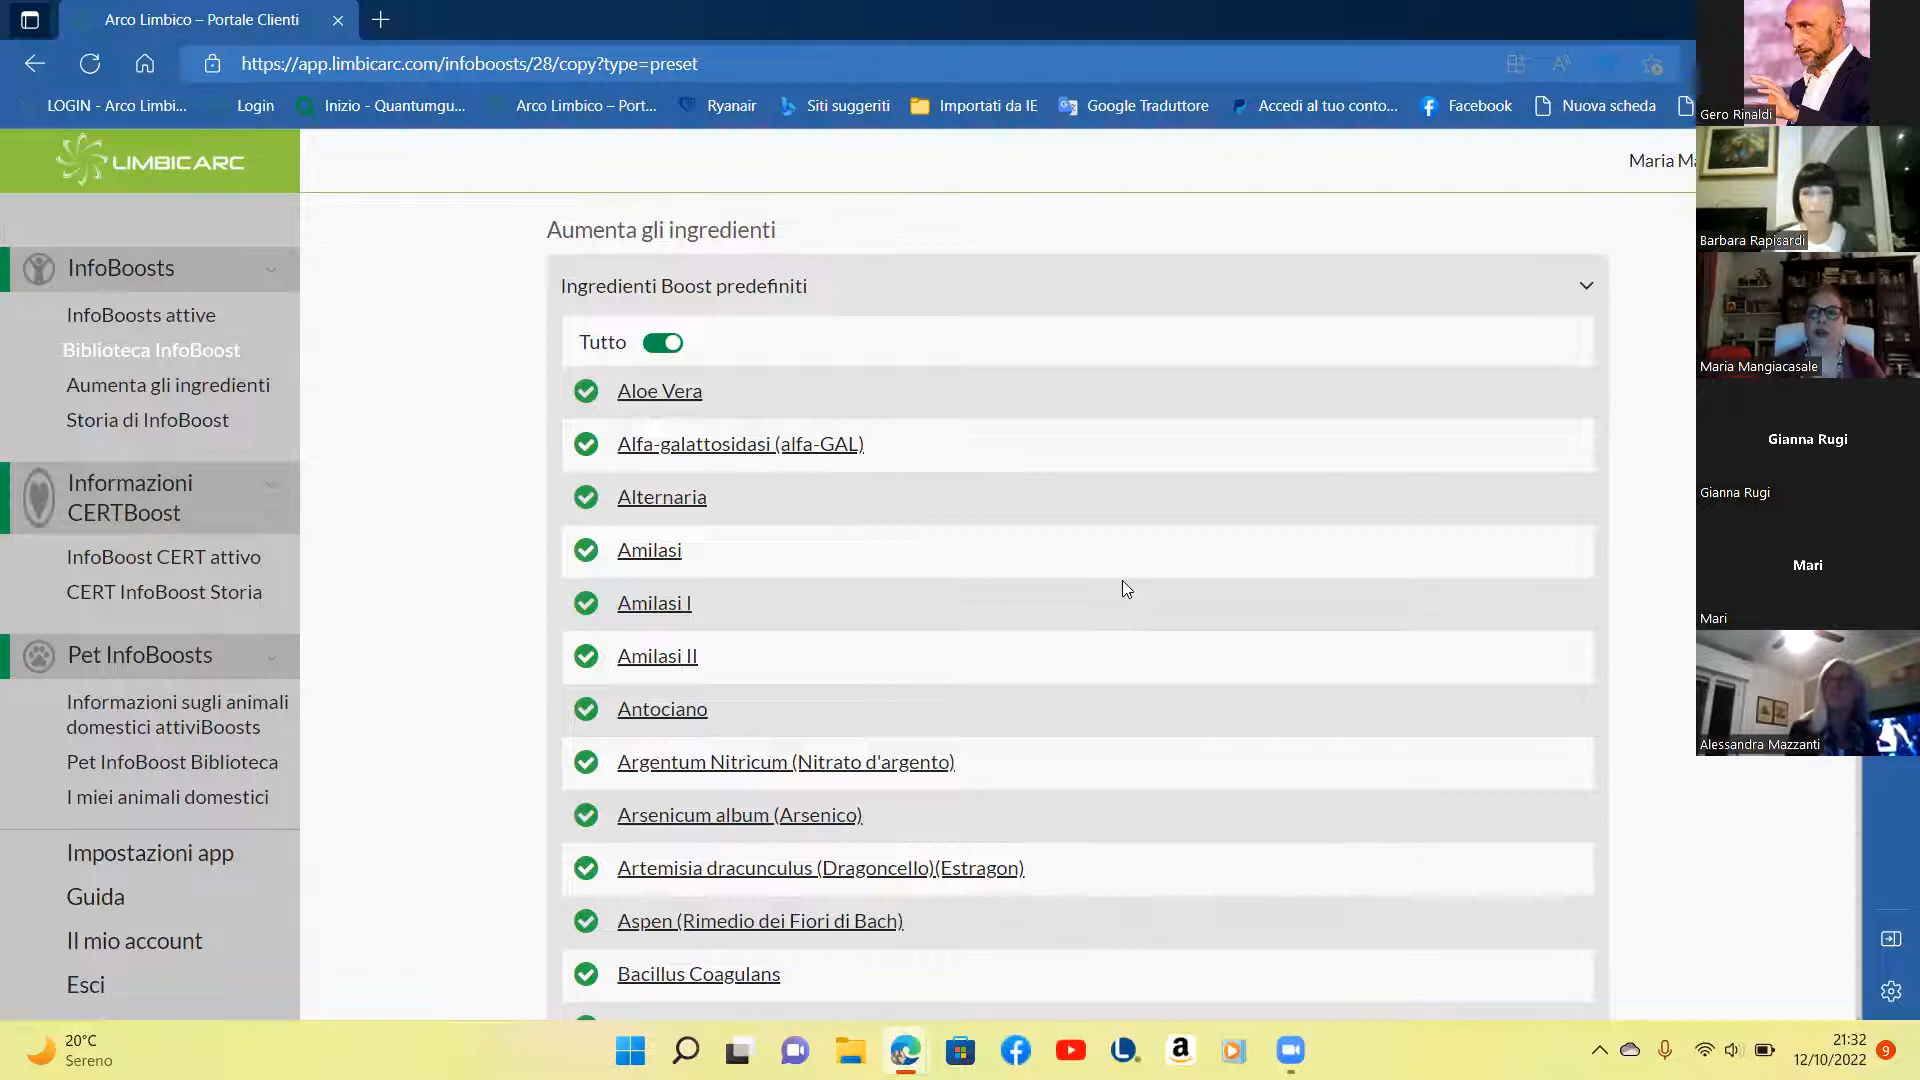 Arco Limbico – Portale Clienti
https://app.limbicarc.com/infoboosts/28/copy?type=preset
LOGIN - Arco Limbi...
Login
Inizio - Quantumgu...
Arco Limbico – Port...
Ryanair
Siti suggeriti
Importati da IE
Google Traduttore
Accedi al tuo conto...
Facebook
Nuova scheda
LIMBIC ARC
Maria Ma
InfoBoosts
InfoBoosts attive
Biblioteca InfoBoost
Aumenta gli ingredienti
Storia di InfoBoost
Informazioni
CERTBoost
InfoBoost CERT attivo
CERT InfoBoost Storia
Pet InfoBoosts
Informazioni sugli animali
domestici attiviBoosts
Pet InfoBoost Biblioteca
I miei animali domestici
Impostazioni app
Guida
Il mio account
Esci
Aumenta gli ingredienti
Ingredienti Boost predefiniti
Tutto
Aloe Vera
Alfa-galattosidasi (alfa-GAL)
Alternaria
Amilasi
Amilasi I
Amilasi II
Antociano
Argentum Nitricum (Nitrato d'argento)
Arsenicum album (Arsenico)
Artemisia dracunculus (Dragoncello)(Estragon)
Aspen (Rimedio dei Fiori di Bach)
Bacillus Coagulans
Gero Rinaldi
Barbara Rapisardi
Maria Mangiacasale
Gianna Rugi
Gianna Rugi
Mari
Mari
Alessandra Mazzanti
20°C
Sereno
21:32
12/10/2022
9